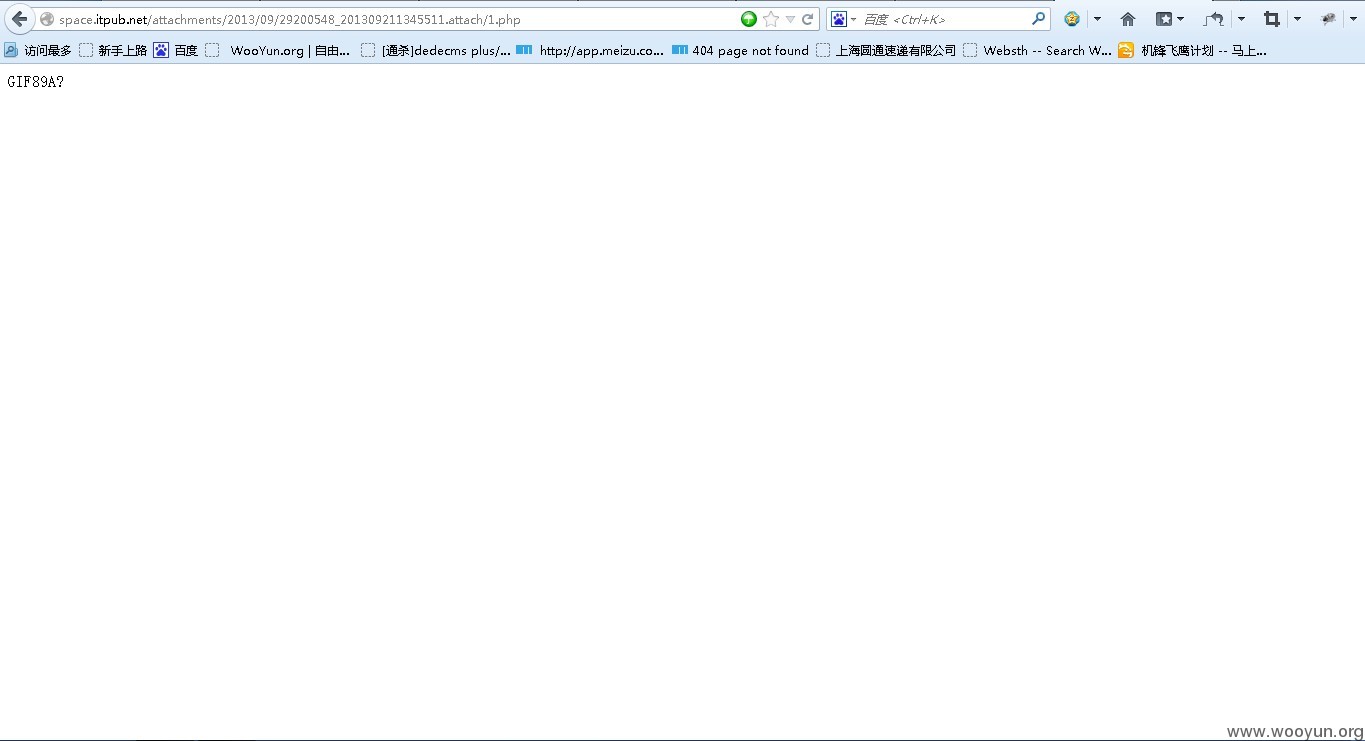 space.itpub.net/attachments/2013/09/29200548_201309211345511.attach/1.php 百度 <Ctrl+K>
访问最多 新手上路 百度 WooYun.org | 自由... [通杀]dedecms plus/... http://app.meizu.co... 404 page not found 上海圆通速递有限公司 Websth -- Search W... 机锋飞鹰计划 -- 马上...
GIF89A?
www.wooyun.org